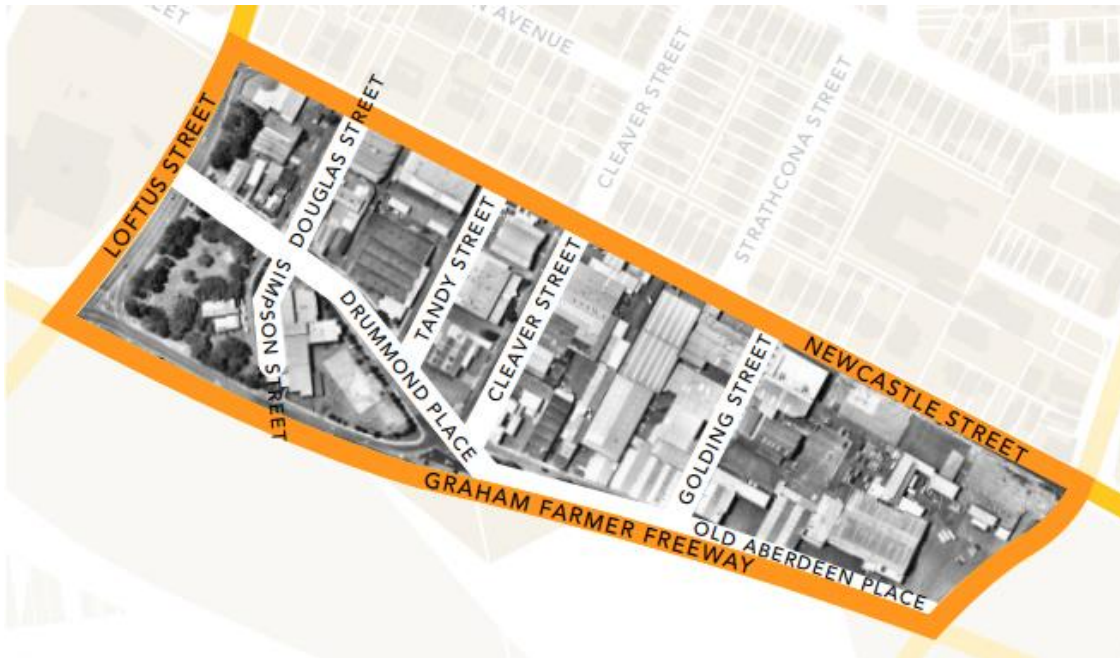 STREET
N AVENUE
CLEAVER STREET
STRATHCONA STREET
LOFTUS STREET
DOUGLAS STREET
SIMPSON STREET
DRUMMOND PLACE
TANDY STREET
CLEAVER STREET
GOLDING STREET
NEWCASTLE STREET
GRAHAM FARMER FREEWAY
OLD ABERDEEN PLACE